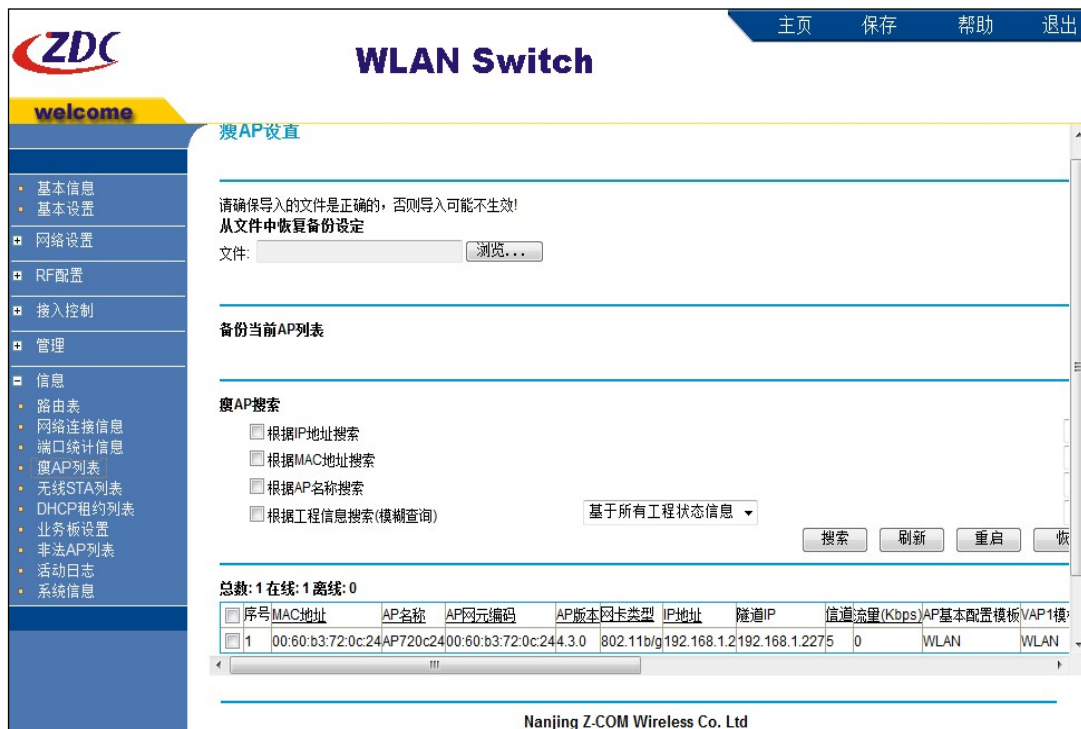 主页 保存 帮助 退出
ZDC
WLAN Switch
welcome
瘦AP设置
基本信息
基本设置
网络设置
RF配置
接入控制
管理
信息
路由表
网络连接信息
端口统计信息
瘦AP列表
无线STA列表
DHCP租约列表
业务板设置
非法AP列表
活动日志
系统信息
请确保导入的文件是正确的，否则导入可能不生效!
从文件中恢复备份设定
文件: 浏览...
备份当前AP列表
瘦AP搜索
根据IP地址搜索
根据MAC地址搜索
根据AP名称搜索
根据工程信息搜索(模糊查询) 基于所有工程状态信息
搜索 刷新 重启
总数: 1 在线: 1 离线: 0
序号 MAC地址 AP名称 AP网元编码 AP版本 网卡类型 IP地址 隧道IP 信道 流量(Kbps) AP基本配置模板 VAP1模
1 00:60:b3:72:0c:24 AP720c24 00:60:b3:72:0c:24 4.3.0 802.11b/g 192.168.1.2 192.168.1.227 5 0 WLAN WLAN
Nanjing Z-COM Wireless Co. Ltd